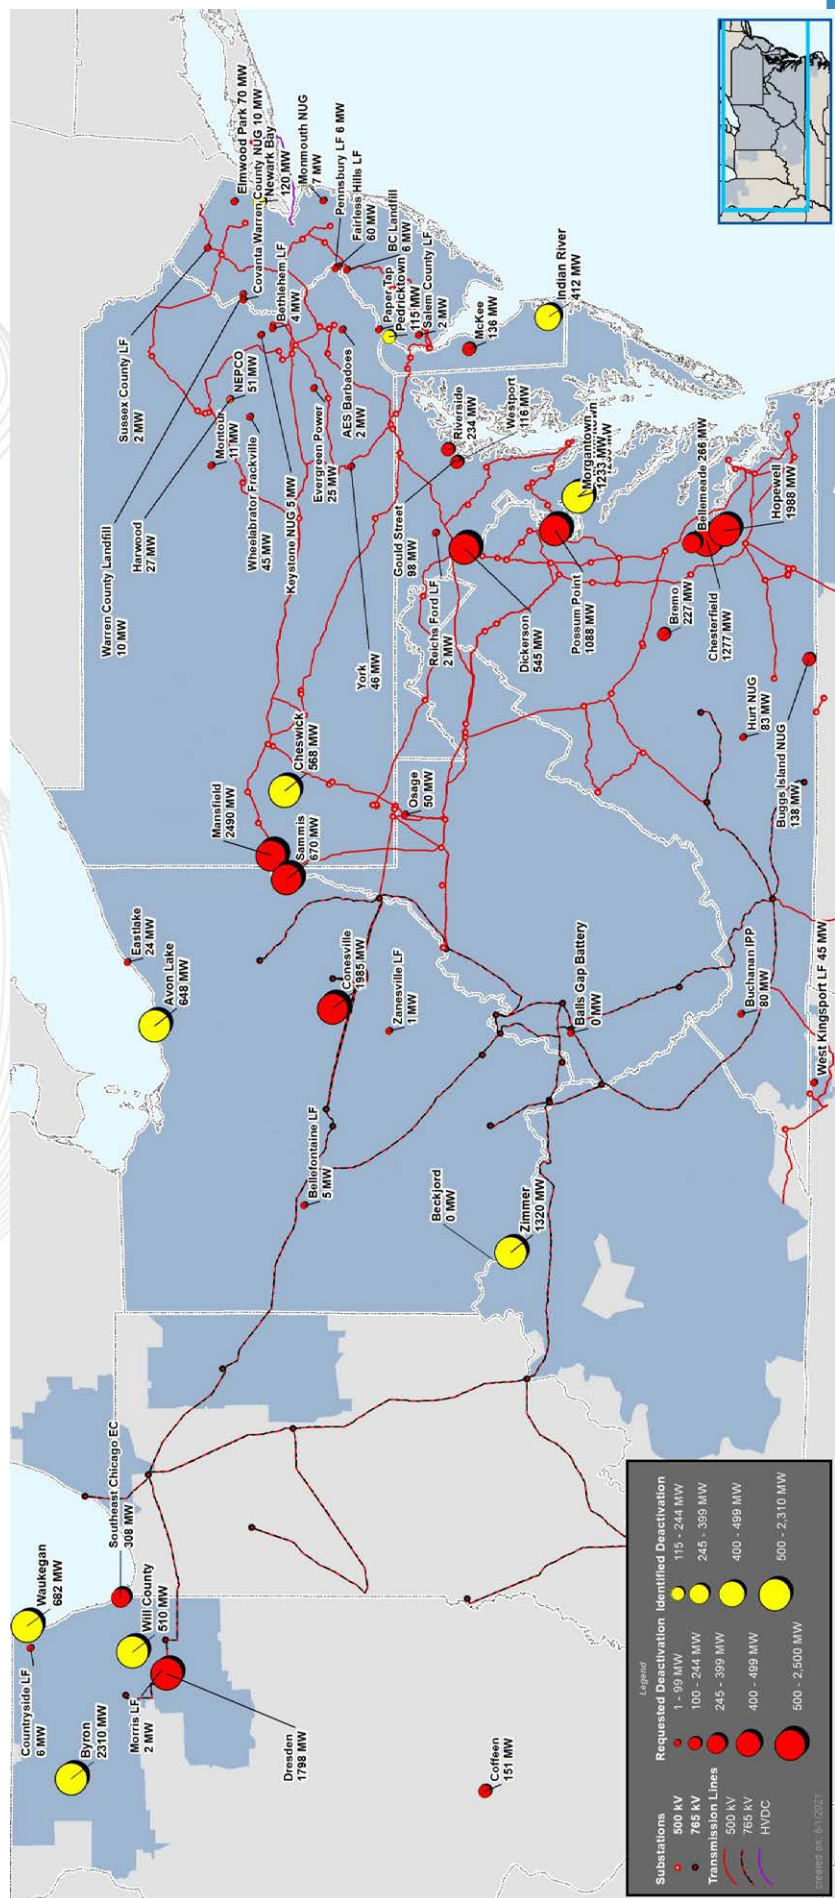 Waukegan
682 MW
Countryside LF
6 MW
Byron
2310 MW
Southeast Chicago EC
308 MW
Will County
510 MW
Morris LF
2 MW
Dresden
1798 MW
Coffeen
151 MW
Eastlake
24 MW
Avon Lake
648 MW
Bellefontaine LF
5 MW
Conesville
1985 MW
Zanesville LF
1 MW
Beckjord
0 MW
Zimmer
1320 MW
Balls Gap Battery
0 MW
Buchanan IPP
80 MW
West Kingsport LF 45 MW
Mansfield
2490 MW
Sammis
670 MW
Cheswick
568 MW
Osage
50 MW
Warren County Landfill
10 MW
Harwood
27 MW
Sussex County LF
2 MW
Montour
11 MW
NEPCO
51 MW
Wheelabrator Frackville
45 MW
Keystone NUG 5 MW
York
46 MW
Evergreen Power
25 MW
AES Barbadoes
2 MW
Elmwood Park 70 MW
Covanta Warren County NUG 10 MW
Newark Bay
120 MW
Bethlehem LF
4 MW
Monmouth NUG
7 MW
Pennsbury LF 6 MW
Fairless Hills LF
60 MW
BC Landfill
6 MW
Paper Tap
Pedricktown
115 MW
Salem County LF
2 MW
McKee
136 MW
Indian River
412 MW
Gould Street
98 MW
Riverside
234 MW
Westport
116 MW
Reichs Ford LF
2 MW
Dickerson
545 MW
Morgantown
1233 MW
Possum Point
1088 MW
Bremo
227 MW
Bellemeade 266 MW
Chesterfield
1277 MW
Hopewell
1988 MW
Hurt NUG
83 MW
Buggs Island NUG
138 MW
Legend
Substations
500 kV
765 kV
Transmission Lines
500 kV
765 kV
HVDC
Requested Deactivation
1 - 99 MW
100 - 244 MW
245 - 399 MW
400 - 499 MW
500 - 2,500 MW
Identified Deactivation
115 - 244 MW
245 - 399 MW
400 - 499 MW
500 - 2,310 MW
created on: 8/1/2021